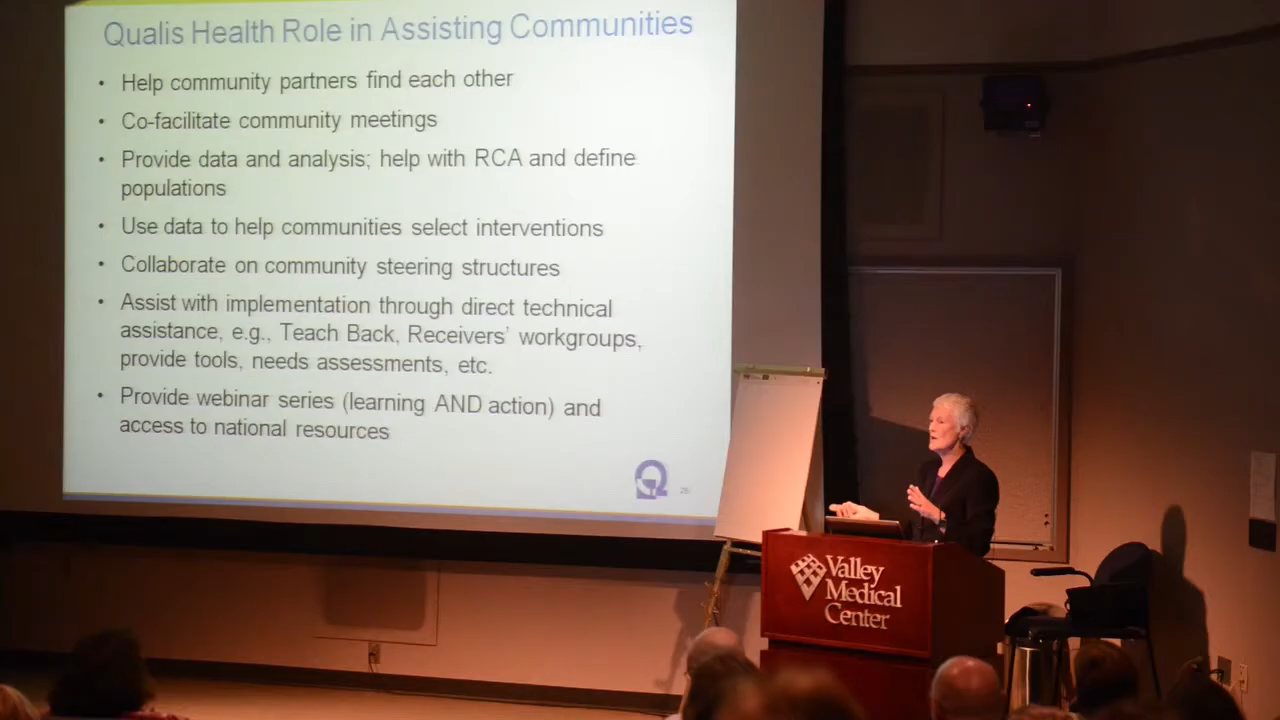 Qualis Health Role in Assisting Communities
• Help community partners find each other
• Co-facilitate community meetings
• Provide data and analysis; help with RCA and define
populations
• Use data to help communities select interventions
• Collaborate on community steering structures
• Assist with implementation through direct technical
assistance, e.g., Teach Back, Receivers' workgroups,
provide tools, needs assessments, etc.
• Provide webinar series (learning AND action) and
access to national resources
Valley
Medical
Center